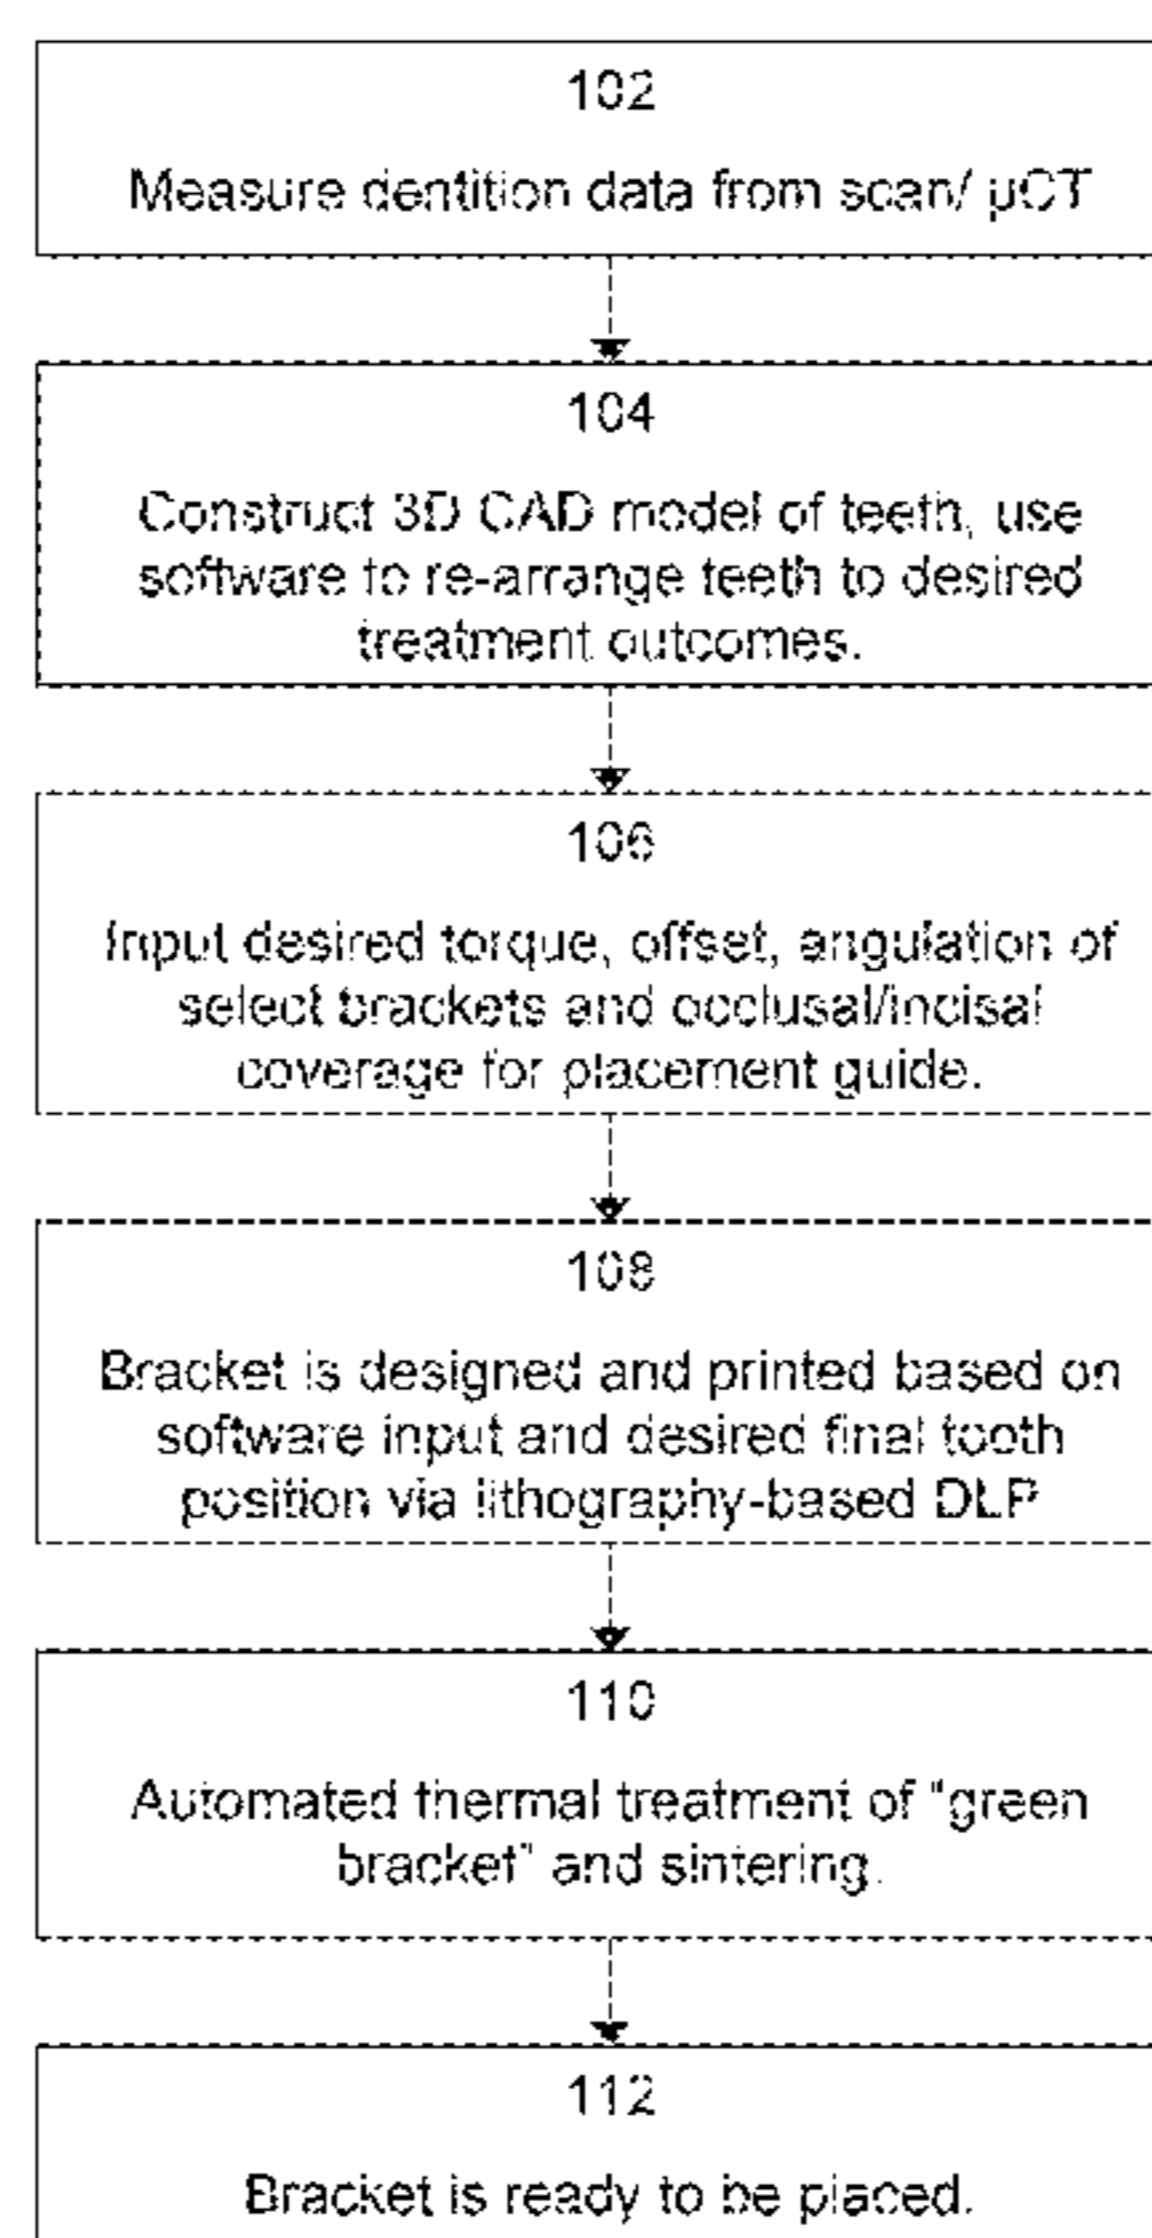 102
Measure dentition data from scan/ µCT
104
Construct 3D CAD model of teeth, use
software to re-arrange teeth to desired
treatment outcomes.
106
Input desired torque, offset, angulation of
select brackets and occlusal/incisal
coverage for placement guide.
108
Bracket is designed and printed based on
software input and desired final tooth
position via lithography-based DLP
110
Automated thermal treatment of "green
bracket" and sintering.
112
Bracket is ready to be placed.